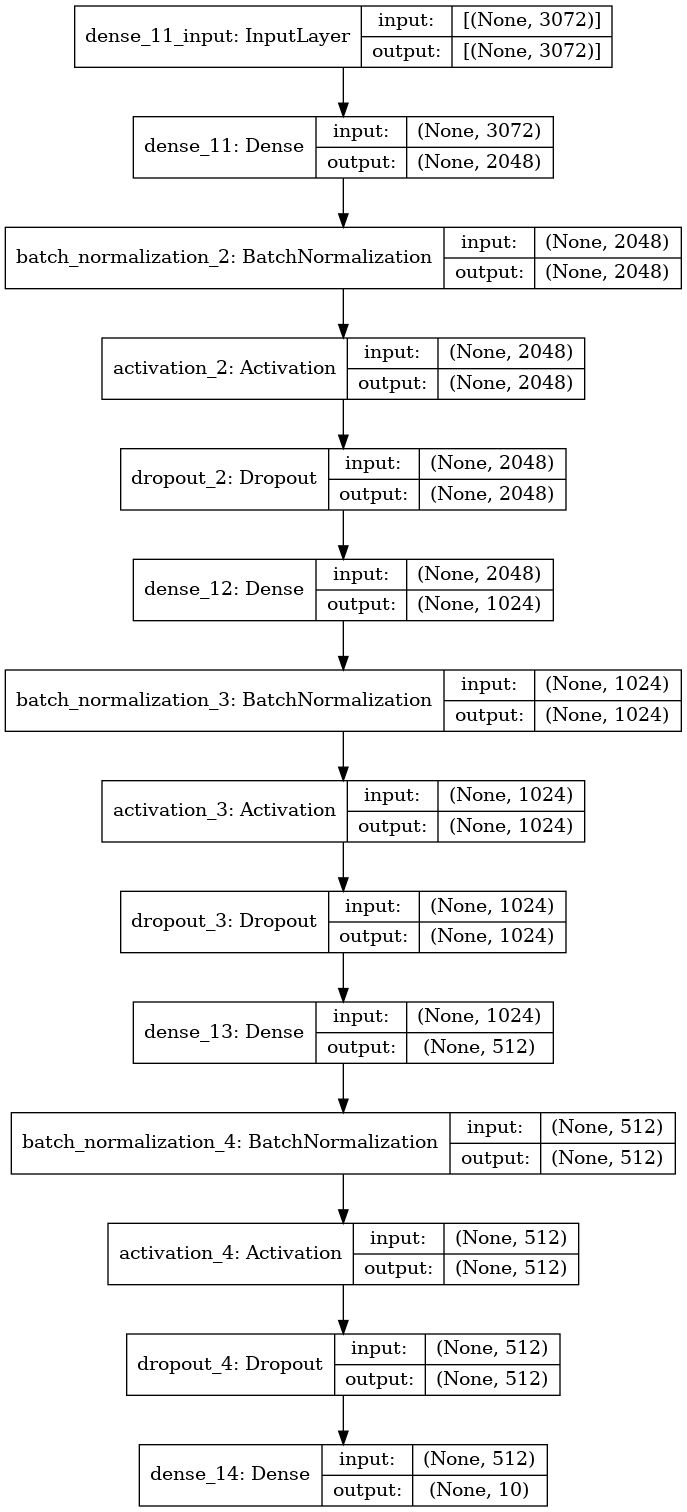 dense_11_input: InputLayer
input:
[(None, 3072)]
output:
[(None, 3072)]
dense_11: Dense
input:
(None, 3072)
output:
(None, 2048)
batch_normalization_2: BatchNormalization
input:
(None, 2048)
output:
(None, 2048)
activation_2: Activation
input:
(None, 2048)
output:
(None, 2048)
dropout_2: Dropout
input:
(None, 2048)
output:
(None, 2048)
dense_12: Dense
input:
(None, 2048)
output:
(None, 1024)
batch_normalization_3: BatchNormalization
input:
(None, 1024)
output:
(None, 1024)
activation_3: Activation
input:
(None, 1024)
output:
(None, 1024)
dropout_3: Dropout
input:
(None, 1024)
output:
(None, 1024)
dense_13: Dense
input:
(None, 1024)
output:
(None, 512)
batch_normalization_4: BatchNormalization
input:
(None, 512)
output:
(None, 512)
activation_4: Activation
input:
(None, 512)
output:
(None, 512)
dropout_4: Dropout
input:
(None, 512)
output:
(None, 512)
dense_14: Dense
input:
(None, 512)
output:
(None, 10)